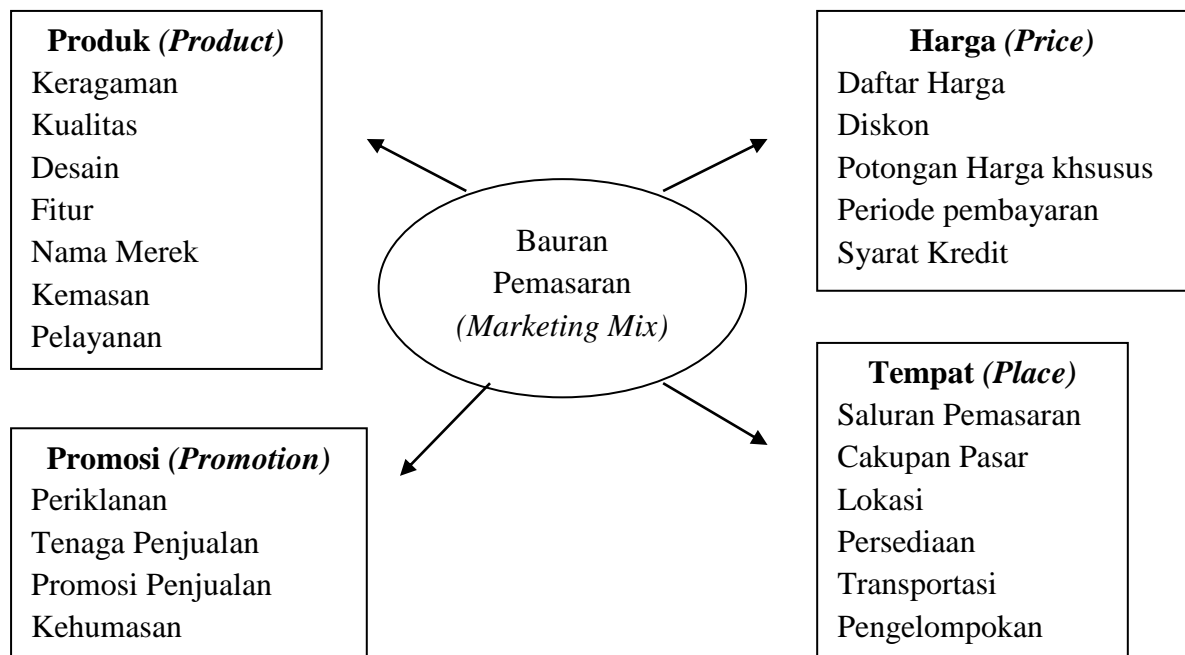 Produk (Product)
Keragaman
Kualitas
Desain
Fitur
Nama Merek
Kemasan
Pelayanan
Harga (Price)
Daftar Harga
Diskon
Potongan Harga khsusus
Periode pembayaran
Syarat Kredit
Bauran
Pemasaran
(Marketing Mix)
Promosi (Promotion)
Periklanan
Tenaga Penjualan
Promosi Penjualan
Kehumasan
Tempat (Place)
Saluran Pemasaran
Cakupan Pasar
Lokasi
Persediaan
Transportasi
Pengelompokan